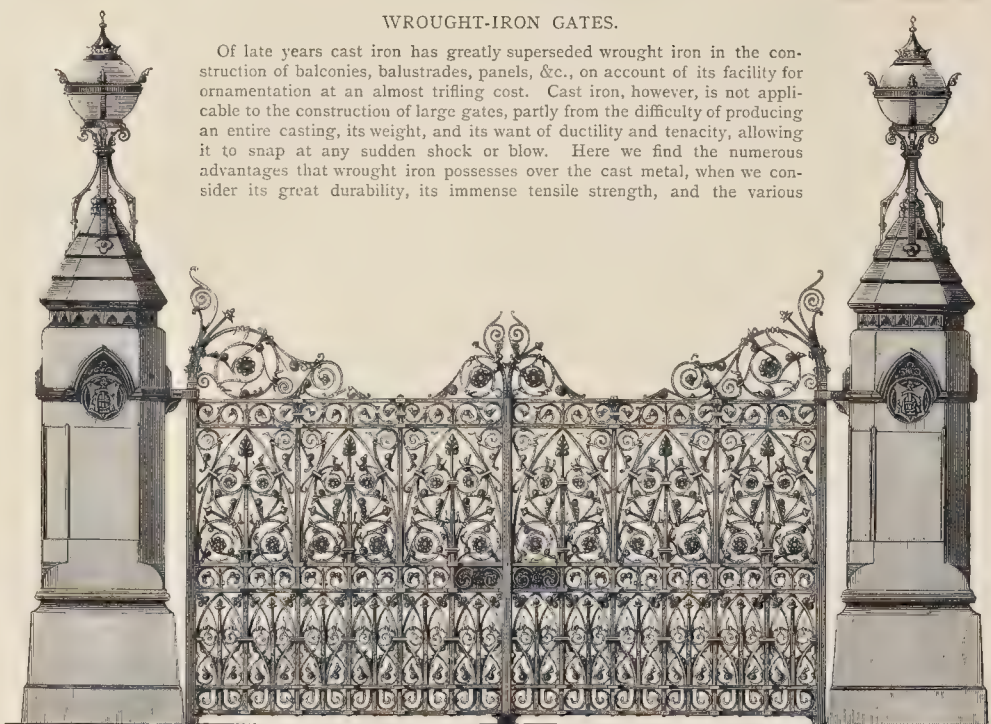 WROUGHT-IRON GATES.
Of late years cast iron has greatly superseded wrought iron in the con-
struction of balconies, balustrades, panels, &c., on account of its facility for
ornamentation at an almost trifling cost. Cast iron, however, is not appli-
cable to the construction of large gates, partly from the difficulty of producing
an entire casting, its weight, and its want of ductility and tenacity, allowing
it to snap at any sudden shock or blow. Here we find the numerous
advantages that wrought iron possesses over the cast metal, when we con-
sider its great durability, its immense tensile strength, and the various